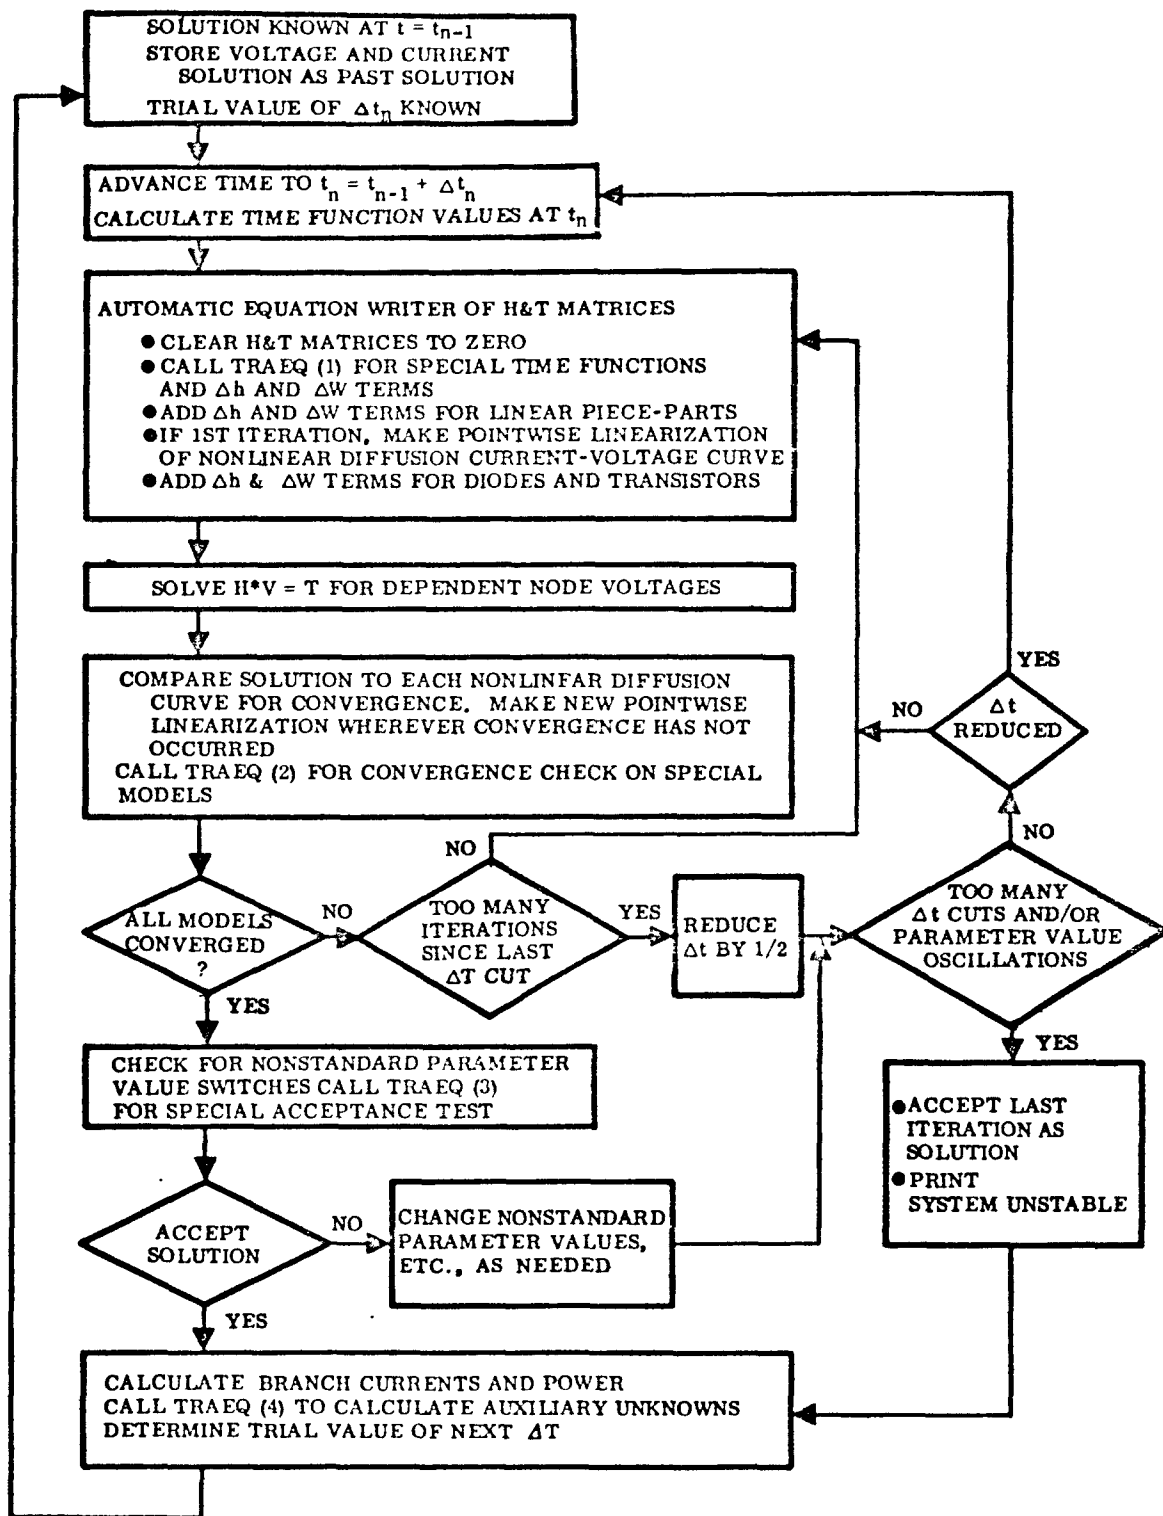 SOLUTION KNOWN AT t = tn-1
STORE VOLTAGE AND CURRENT
SOLUTION AS PAST SOLUTION
TRIAL VALUE OF Δtn KNOWN
ADVANCE TIME TO tn = tn-1 + Δtn
CALCULATE TIME FUNCTION VALUES AT tn
AUTOMATIC EQUATION WRITER OF H&T MATRICES
● CLEAR H&T MATRICES TO ZERO
● CALL TRAEQ (1) FOR SPECIAL TIME FUNCTIONS
AND Δh AND ΔW TERMS
● ADD Δh AND ΔW TERMS FOR LINEAR PIECE-PARTS
● IF 1ST ITERATION, MAKE POINTWISE LINEARIZATION
OF NONLINEAR DIFFUSION CURRENT-VOLTAGE CURVE
● ADD Δh & ΔW TERMS FOR DIODES AND TRANSISTORS
SOLVE H*V = T FOR DEPENDENT NODE VOLTAGES
COMPARE SOLUTION TO EACH NONLINEAR DIFFUSION
CURVE FOR CONVERGENCE. MAKE NEW POINTWISE
LINEARIZATION WHEREVER CONVERGENCE HAS NOT
OCCURRED
CALL TRAEQ (2) FOR CONVERGENCE CHECK ON SPECIAL
MODELS
YES
Δt
REDUCED
NO
NO
ALL MODELS
CONVERGED
?
NO
YES
TOO MANY
ITERATIONS
SINCE LAST
ΔT CUT
NO
YES
REDUCE
Δt BY 1/2
TOO MANY
Δt CUTS AND/OR
PARAMETER VALUE
OSCILLATIONS
YES
CHECK FOR NONSTANDARD PARAMETER
VALUE SWITCHES CALL TRAEQ (3)
FOR SPECIAL ACCEPTANCE TEST
● ACCEPT LAST
ITERATION AS
SOLUTION
● PRINT
SYSTEM UNSTABLE
ACCEPT
SOLUTION
NO
CHANGE NONSTANDARD
PARAMETER VALUES,
ETC., AS NEEDED
YES
CALCULATE BRANCH CURRENTS AND POWER
CALL TRAEQ (4) TO CALCULATE AUXILIARY UNKNOWNS
DETERMINE TRIAL VALUE OF NEXT ΔT